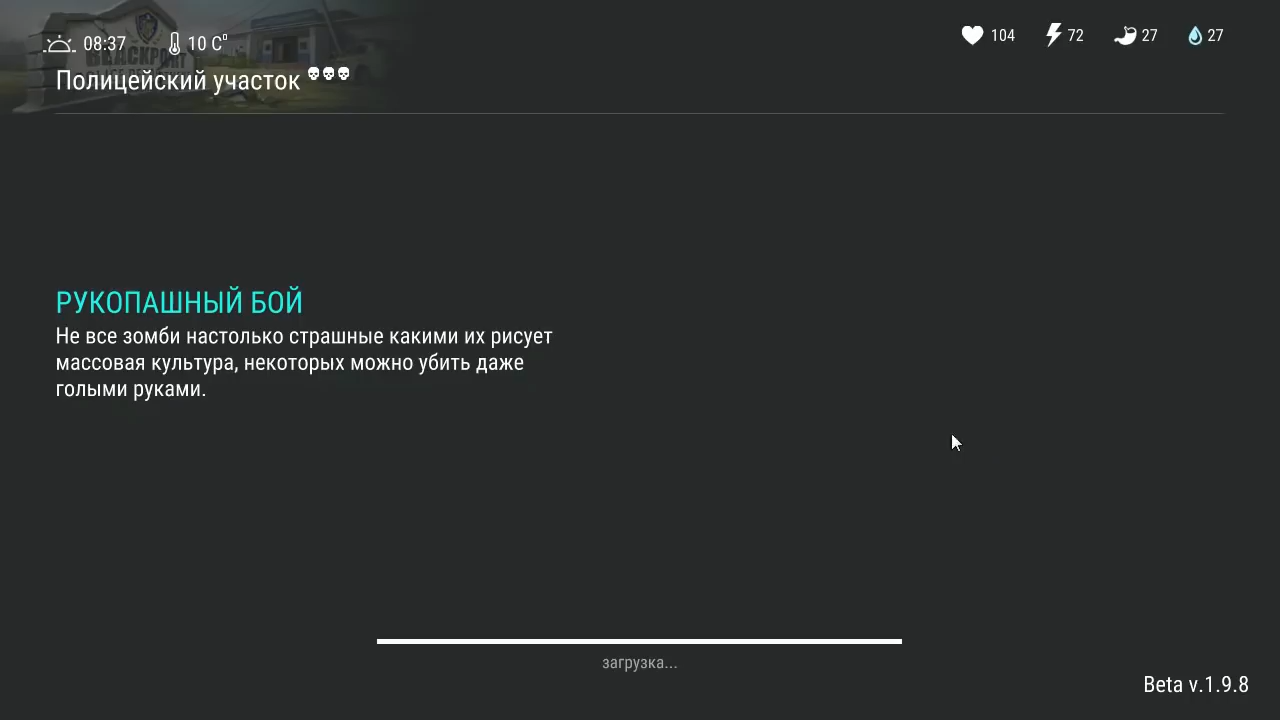 08:37 10 C° 104 72 27 27
Полицейский участок
РУКОПАШНЫЙ БОЙ
Не все зомби настолько страшные какими их рисует
массовая культура, некоторых можно убить даже
голыми руками.
загрузка...
Beta v.1.9.8